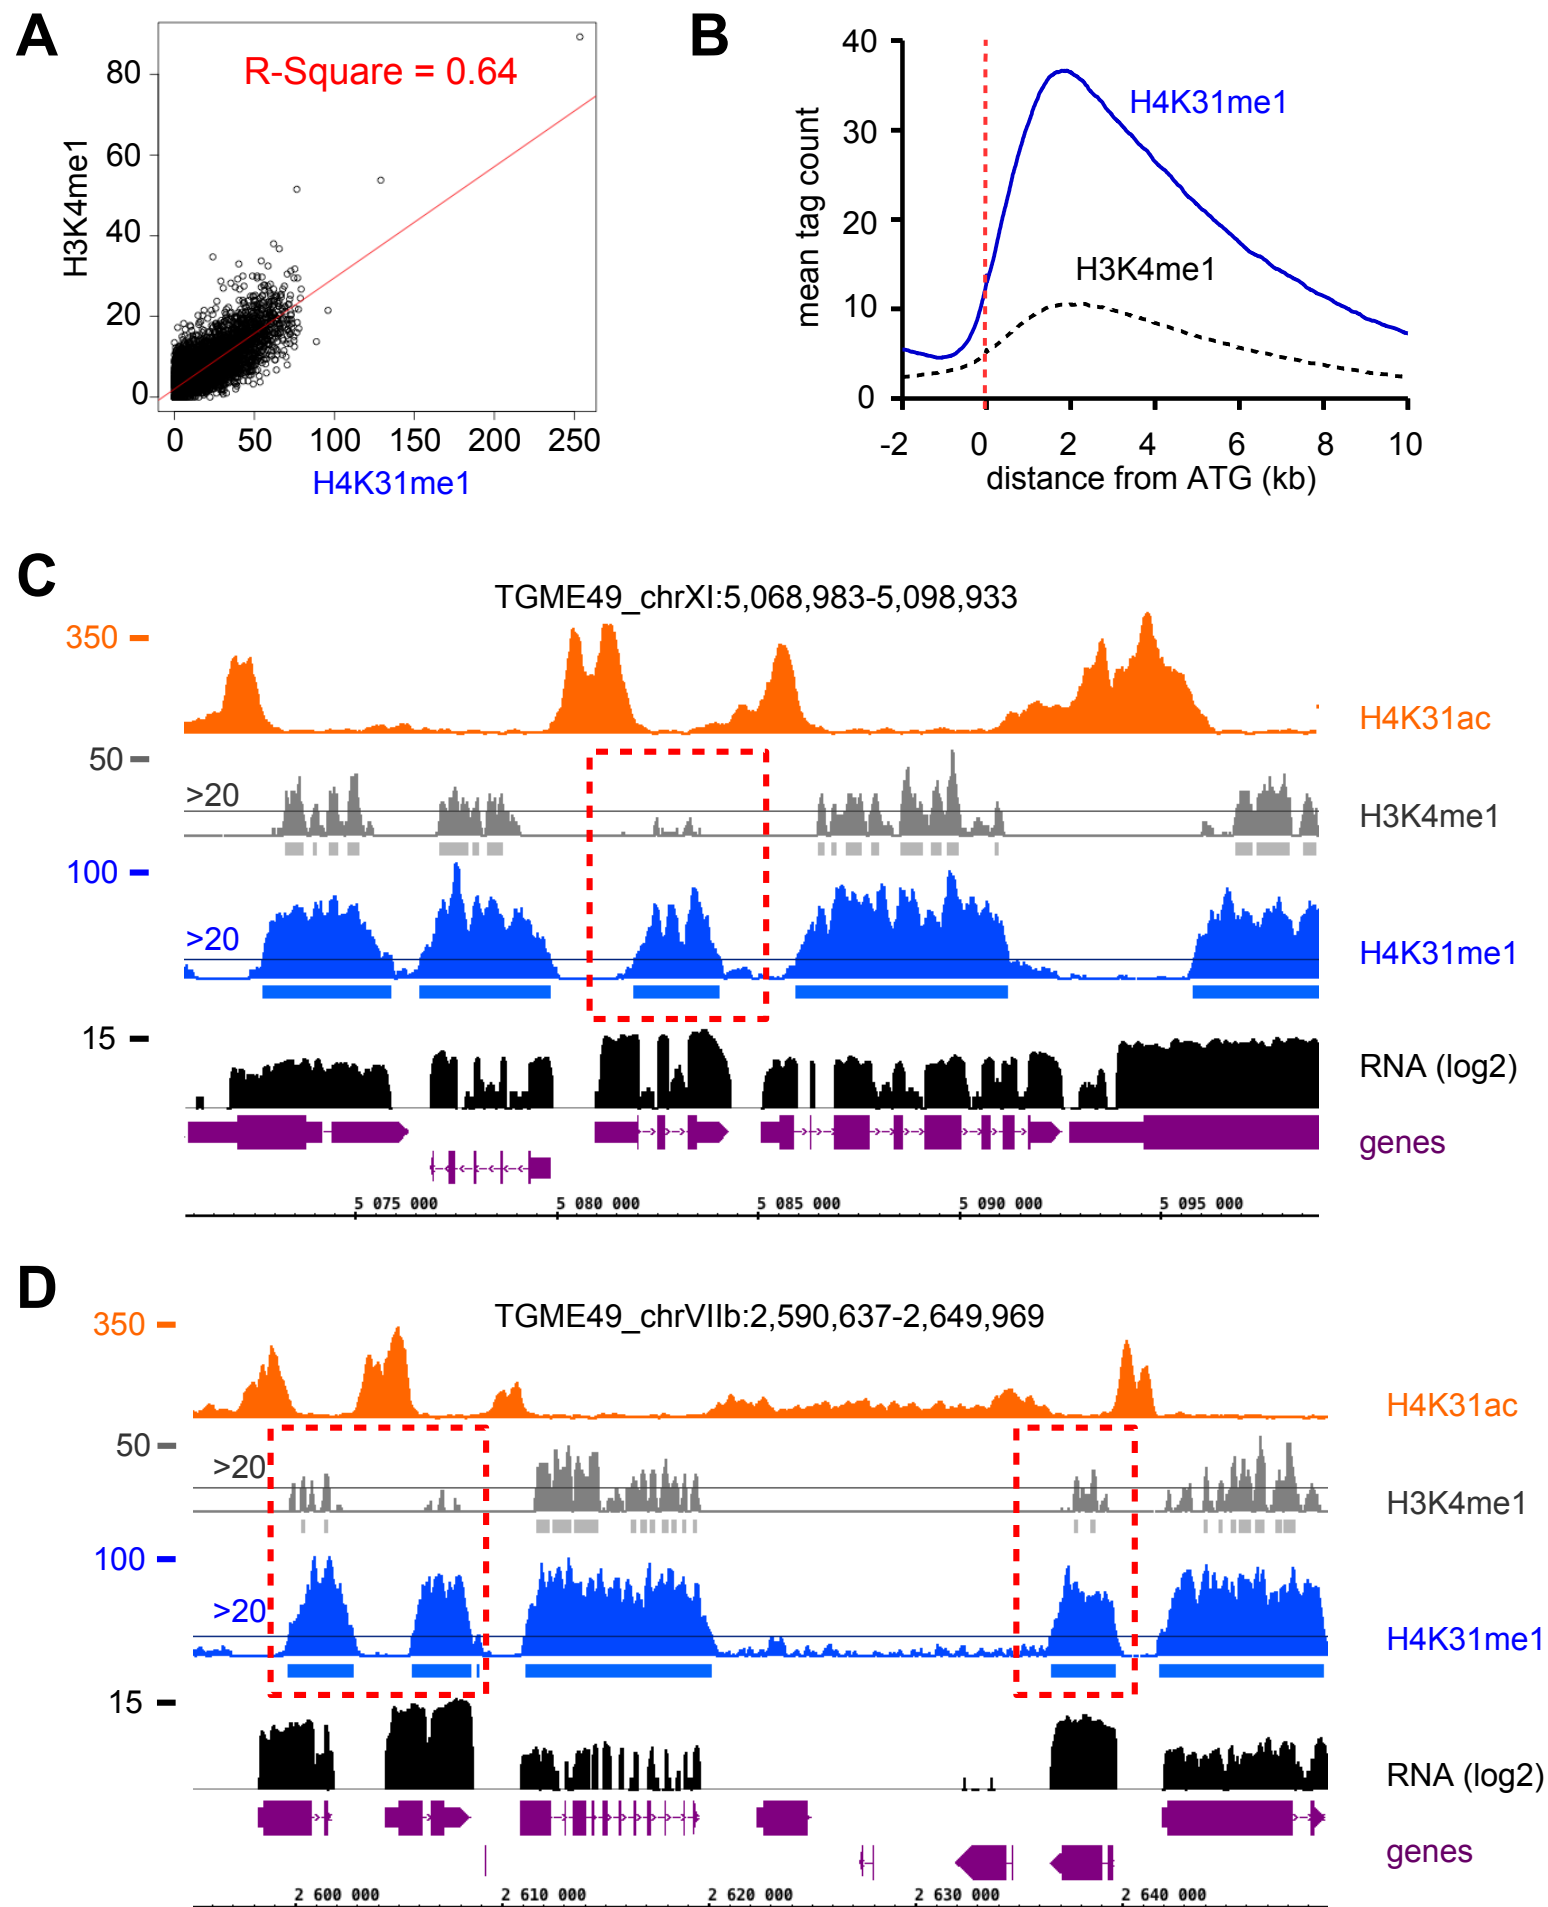 A
R-Square = 0.64
H3K4me1
80
60
40
20
0
0 50 100 150 200 250
H4K31me1
B
mean tag count
40
30
20
10
0
H4K31me1
H3K4me1
-2 0 2 4 6 8 10
distance from ATG (kb)
C
TGME49_chrXI:5,068,983-5,098,933
350
H4K31ac
50
>20
H3K4me1
100
>20
H4K31me1
15
RNA (log2)
genes
5 075 000 5 080 000 5 085 000 5 090 000 5 095 000
D
TGME49_chrVIIb:2,590,637-2,649,969
350
H4K31ac
50
>20
H3K4me1
100
>20
H4K31me1
15
RNA (log2)
genes
2 600 000 2 610 000 2 620 000 2 630 000 2 640 000